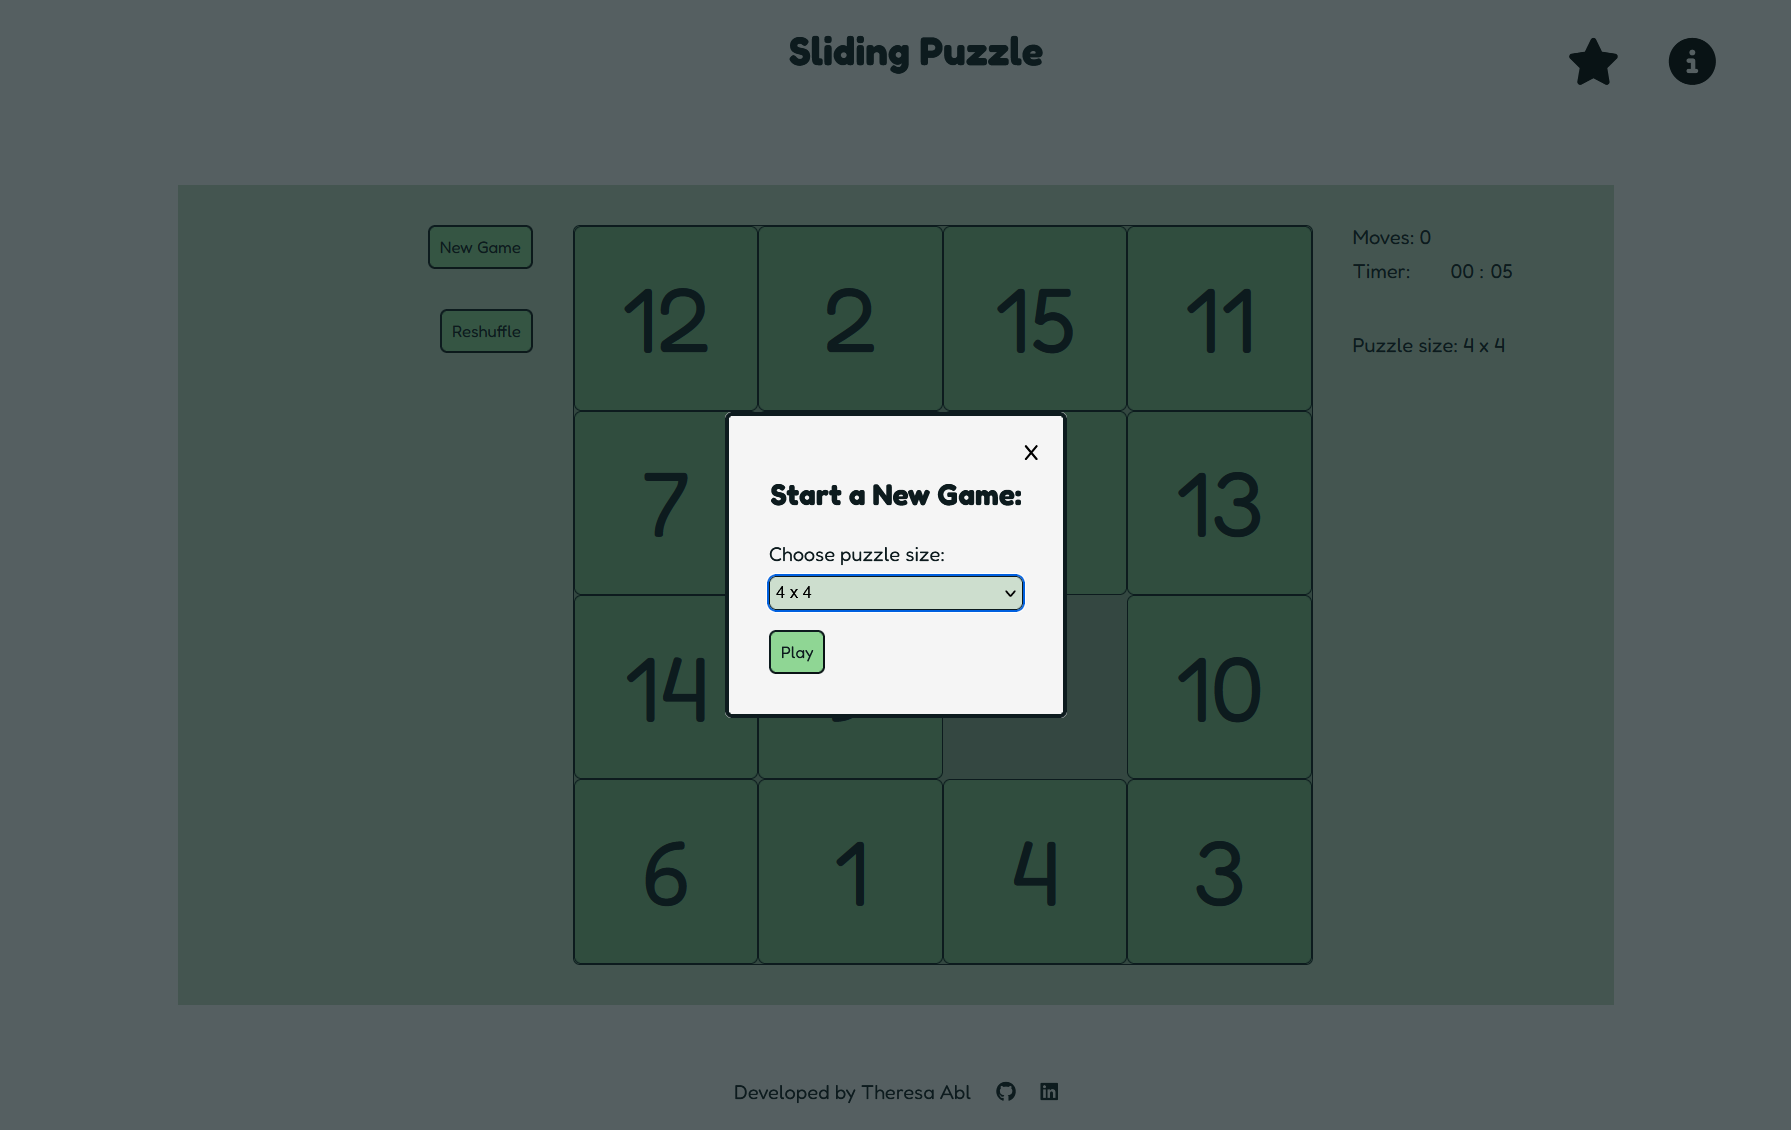 Sliding Puzzle
New Game
Reshuffle
12 2 15 11
7 13
14 10
6 1 4 3
Moves: 0
Timer: 00 : 05
Puzzle size: 4 x 4
X
Start a New Game:
Choose puzzle size:
4 x 4
Play
Developed by Theresa Abl